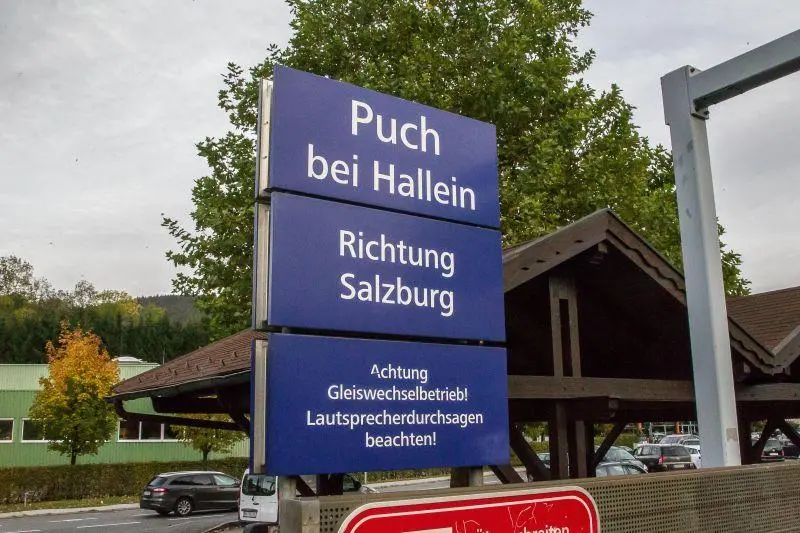 Puch
bei Hallein
Richtung
Salzburg
Achtung
Gleiswechselbetrieb!
Lautsprecherdurchsagen
beachten!